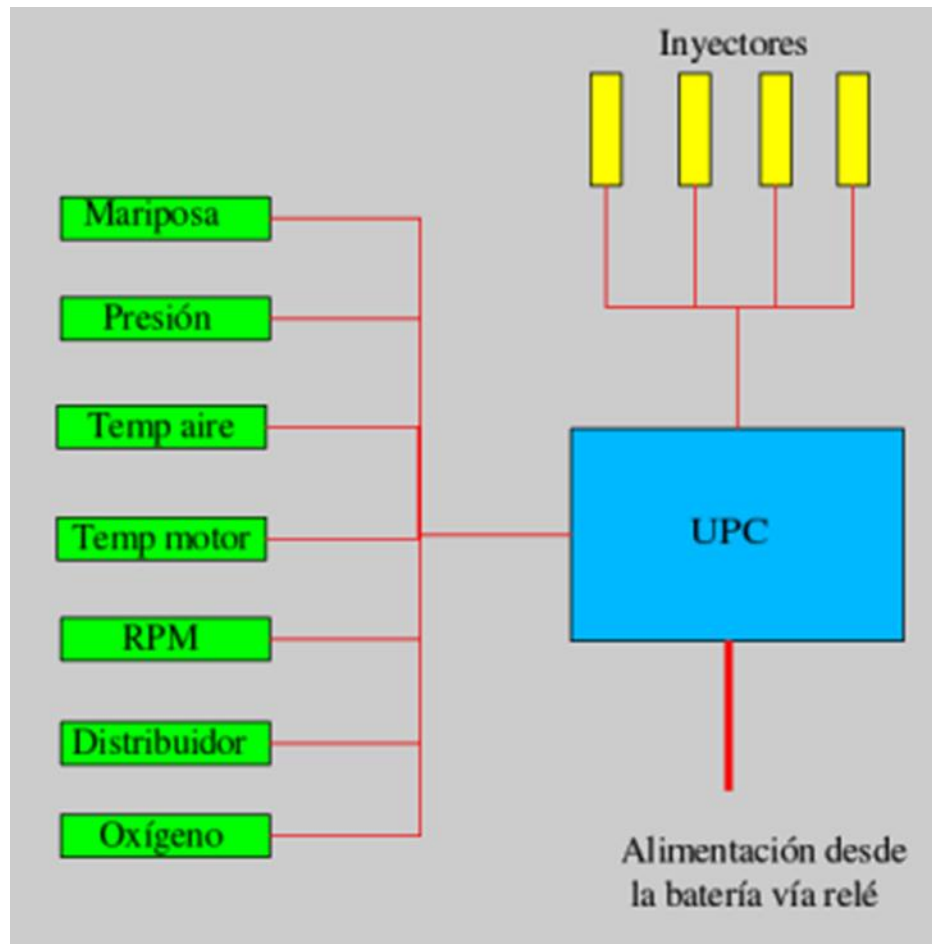 Inyectores
Mariposa
Presión
Temp aire
Temp motor
RPM
Distribuidor
Oxígeno
UPC
Alimentación desde
la batería vía relé